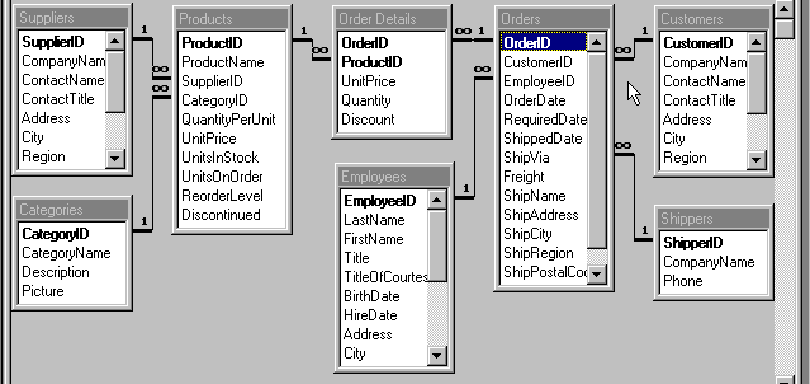 Suppliers
SupplierID
CompanyNam
ContactName
ContactTitle
Address
City
Region
Categories
CategoryID
CategoryName
Description
Picture
Products
ProductID
ProductName
SupplierID
CategoryID
QuantityPerUnit
UnitPrice
UnitsInStock
UnitsOnOrder
ReorderLevel
Discontinued
Order Details
OrderID
ProductID
UnitPrice
Quantity
Discount
Employees
EmployeeID
LastName
FirstName
Title
TitleOfCourtes
BirthDate
HireDate
Address
City
Orders
OrderID
CustomerID
EmployeeID
OrderDate
RequiredDate
ShippedDate
ShipVia
Freight
ShipName
ShipAddress
ShipCity
ShipRegion
ShipPostalCo
Customers
CustomerID
CompanyNam
ContactName
ContactTitle
Address
City
Region
Shippers
ShipperID
CompanyName
Phone
1 ∞
1 ∞
1 ∞
∞ 1
∞ 1
∞ 1
∞ 1